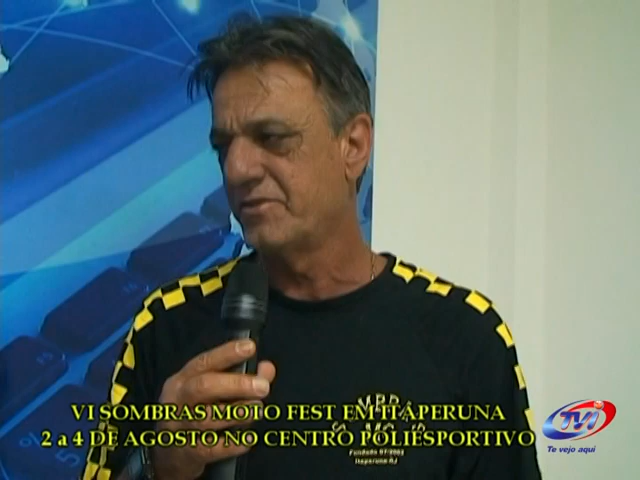 VI SOMBRAS MOTO FEST EM ITAPERUNA
2 a 4 DE AGOSTO NO CENTRO POLIESPORTIVO
Fundado 07/2003
Itaperuna-RJ
TVi
Te vejo aqui